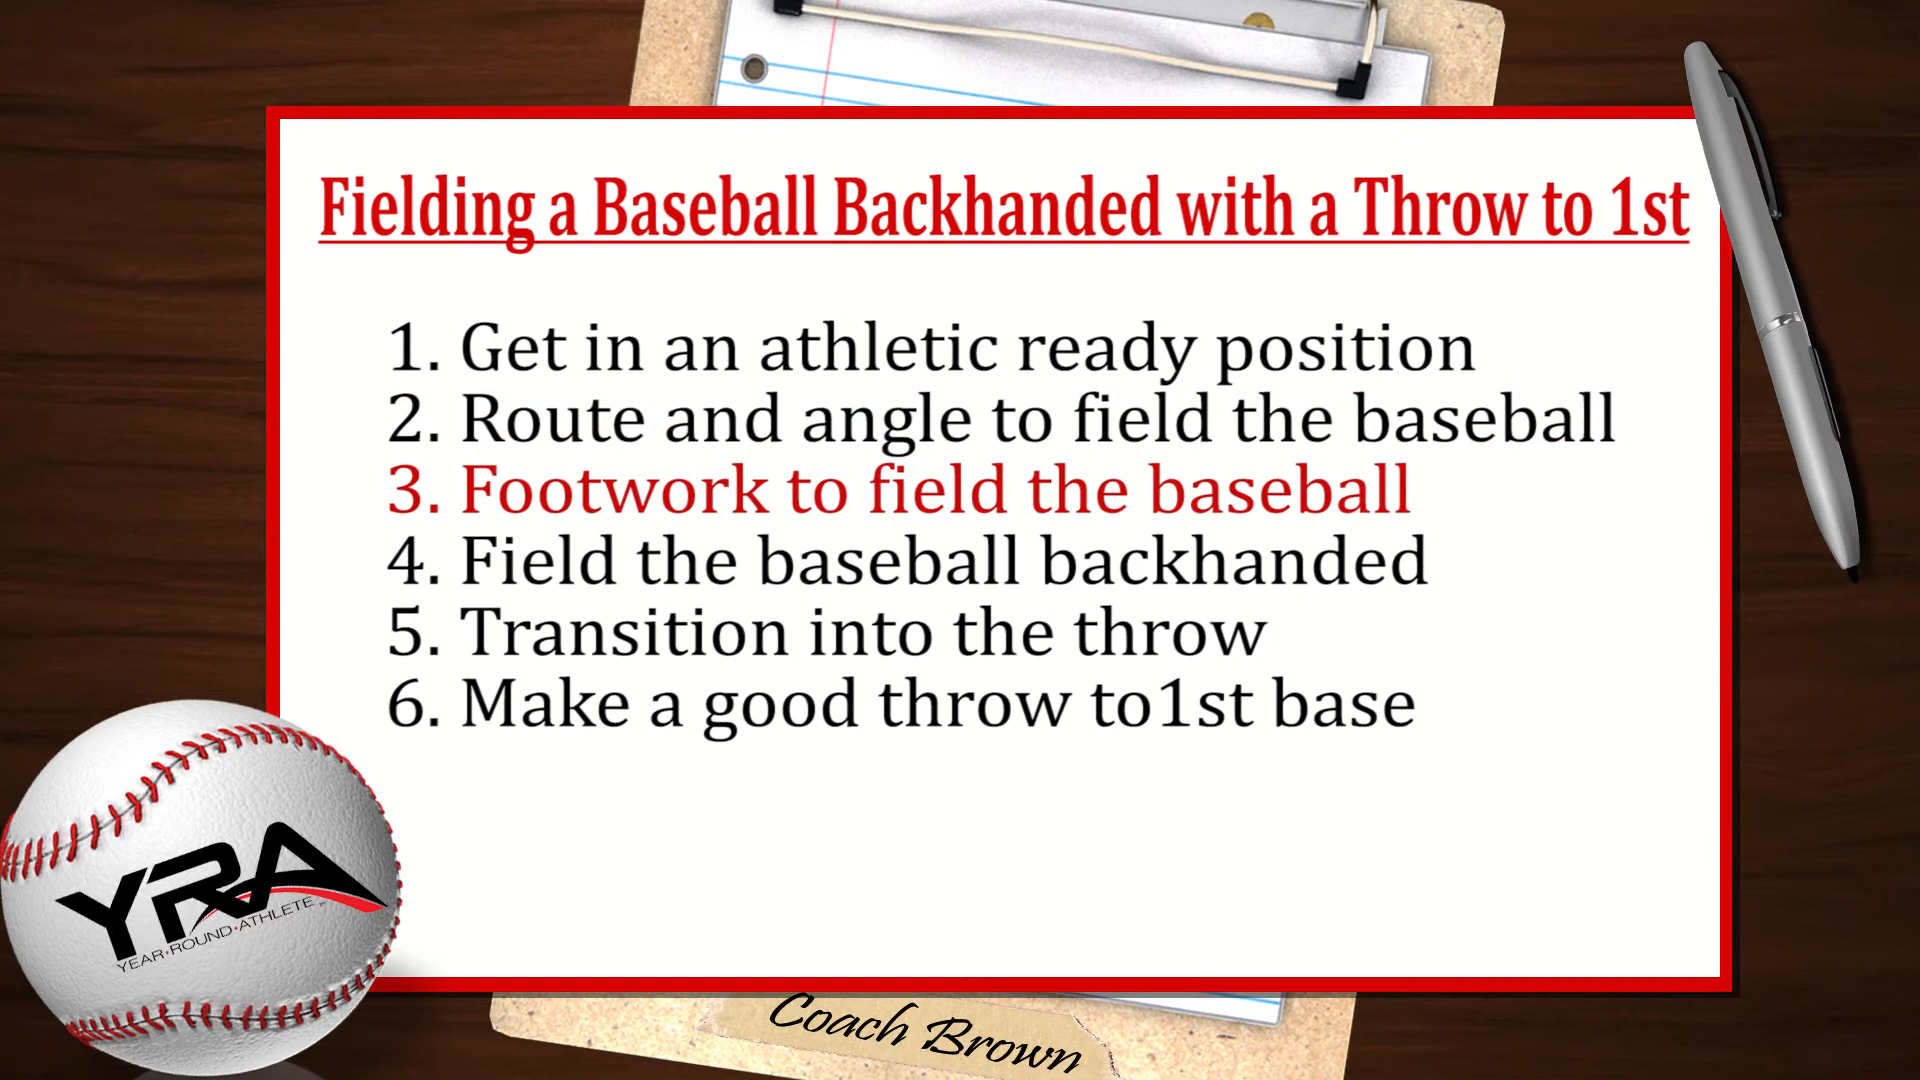 Fielding a Baseball Backhanded with a Throw to 1st
1. Get in an athletic ready position
2. Route and angle to field the baseball
3. Footwork to field the baseball
4. Field the baseball backhanded
5. Transition into the throw
6. Make a good throw to1st base
YRA
YEAR·ROUND·ATHLETE
Coach Brown